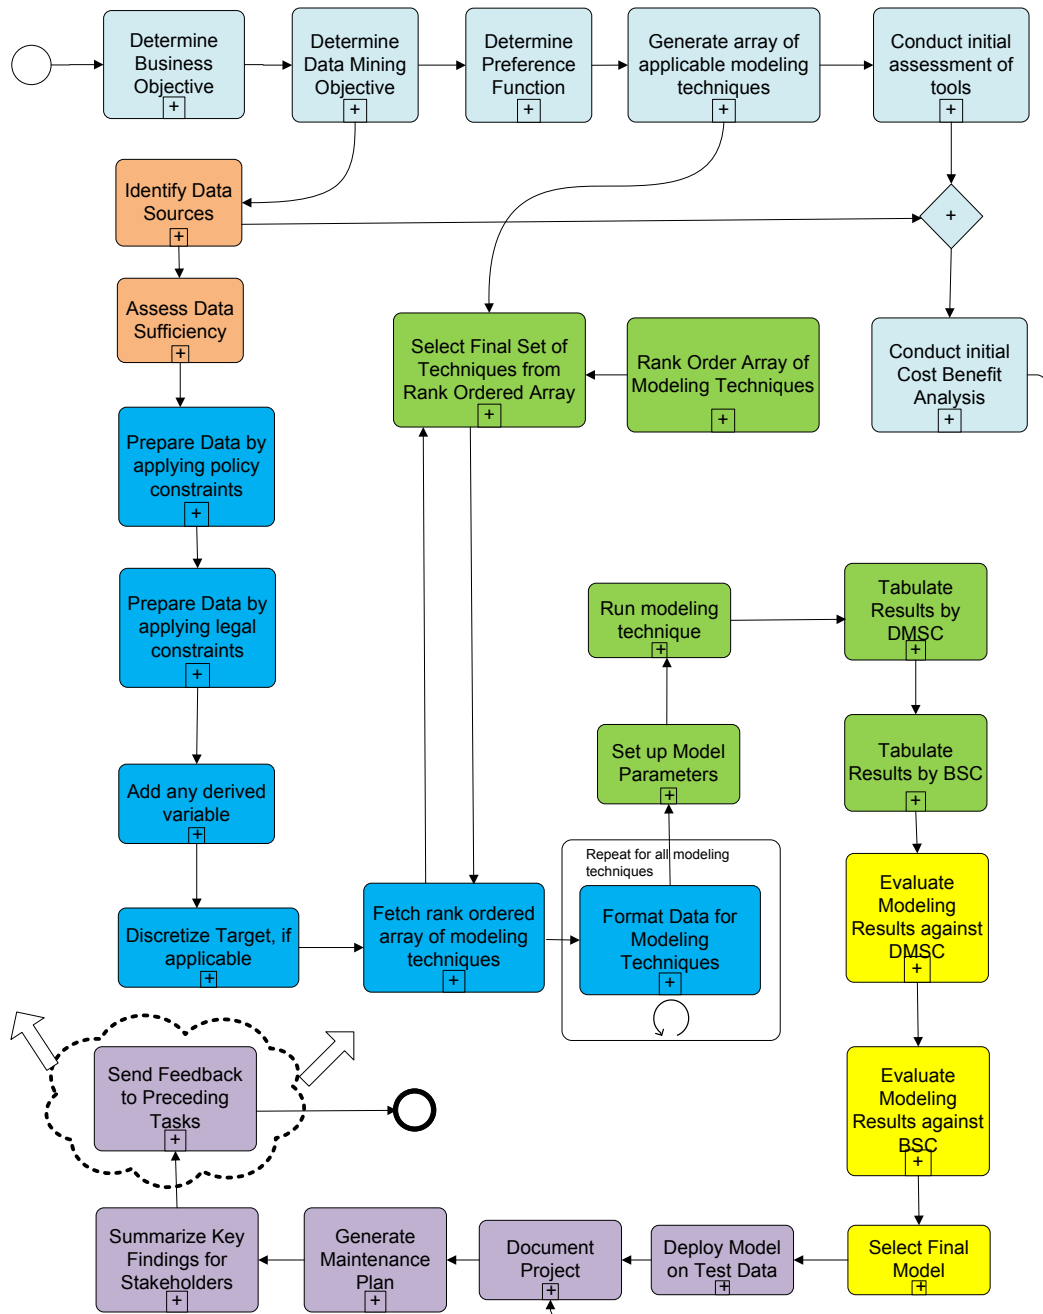 Determine
Business
Objective
+
Determine
Data Mining
Objective
+
Determine
Preference
Function
+
Generate array of
applicable modeling
techniques
+
Conduct initial
assessment of
tools
+
Identify Data
Sources
+
+
Assess Data
Sufficiency
+
Select Final Set of
Techniques from
Rank Ordered Array
+
Rank Order Array of
Modeling Techniques
+
Conduct initial
Cost Benefit
Analysis
+
Prepare Data by
applying policy
constraints
+
Prepare Data by
applying legal
constraints
+
Run modeling
technique
+
Tabulate
Results by
DMSC
+
Set up Model
Parameters
+
Tabulate
Results by BSC
+
Add any derived
variable
+
Repeat for all modeling
techniques
Discretize Target, if
applicable
+
Fetch rank ordered
array of modeling
techniques
+
Format Data for
Modeling
Techniques
+
Evaluate
Modeling
Results against
DMSC
+
Send Feedback
to Preceding
Tasks
+
Evaluate
Modeling
Results against
BSC
+
Summarize Key
Findings for
Stakeholders
+
Generate
Maintenance
Plan
+
Document
Project
+
Deploy Model
on Test Data
+
Select Final
Model
+